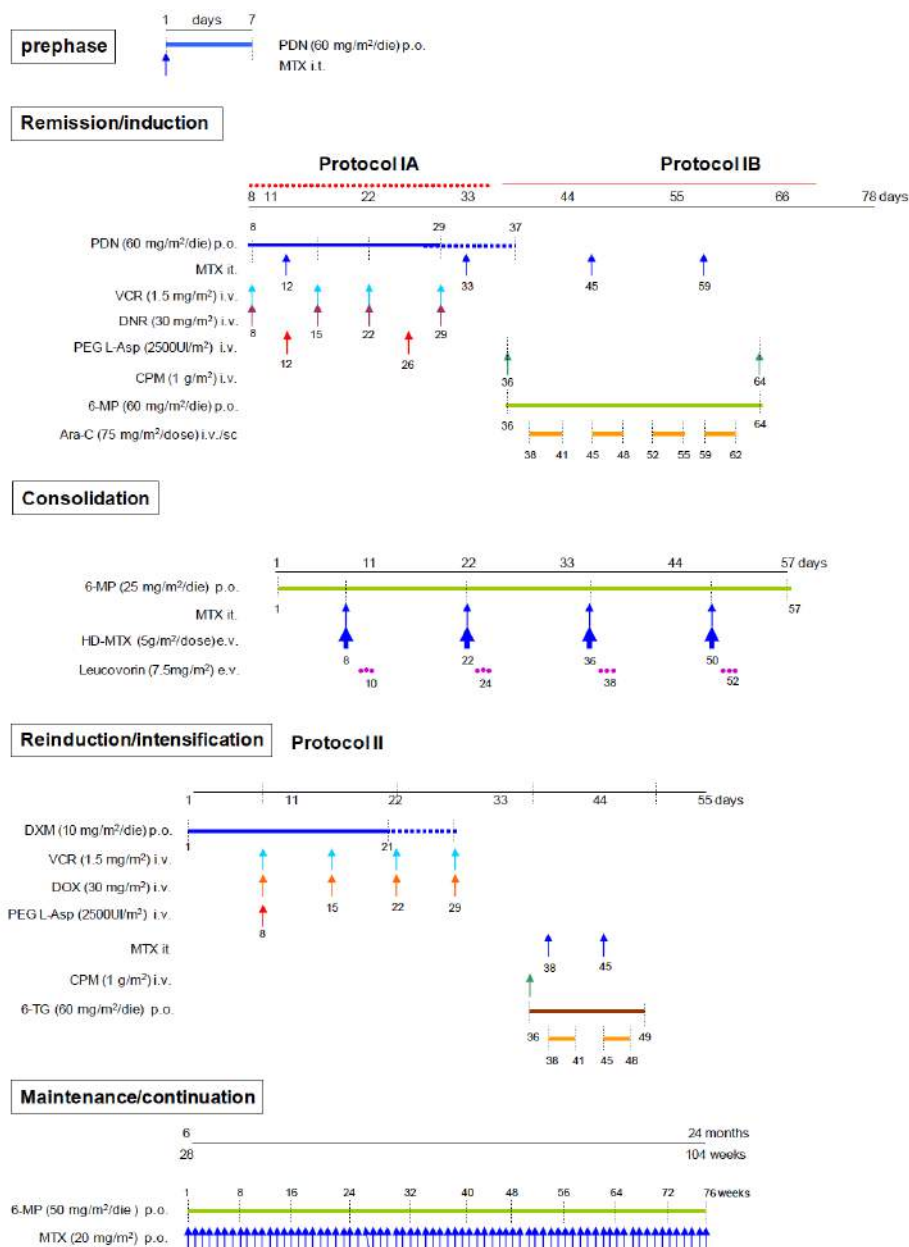 1 days 7
prephase
PDN (60 mg/m²/die) p.o.
MTX i.t.
Remission/induction
Protocol IA Protocol IB
8 11 22 33 44 55 66 78 days
8 29 37
PDN (60 mg/m²/die) p.o.
MTX it.
12 33 45 59
VCR (1.5 mg/m²) i.v.
DNR (30 mg/m²) i.v.
8 15 22 29
PEG L-Asp (2500UI/m²) i.v.
12 26
CPM (1 g/m²) i.v.
36 64
6-MP (60 mg/m²/die) p.o.
36 64
Ara-C (75 mg/m²/dose) i.v./sc
38 41 45 48 52 55 59 62
Consolidation
1 11 22 33 44 57 days
6-MP (25 mg/m²/die) p.o.
1 57
MTX it.
HD-MTX (5g/m²/dose) e.v.
8 22 36 50
Leucovorin (7.5mg/m²) e.v.
10 24 38 52
Reinduction/intensification Protocol II
1 11 22 33 44 55 days
DXM (10 mg/m²/die) p.o.
1 21
VCR (1.5 mg/m²) i.v.
DOX (30 mg/m²) i.v.
15 22 29
PEG L-Asp (2500UI/m²) i.v.
8
MTX it
38 45
CPM (1 g/m²) i.v.
6-TG (60 mg/m²/die) p.o.
36 49
38 41 45 48
Maintenance/continuation
6 24 months
28 104 weeks
1 8 16 24 32 40 48 56 64 72 76 weeks
6-MP (50 mg/m²/die ) p.o.
MTX (20 mg/m²) p.o.